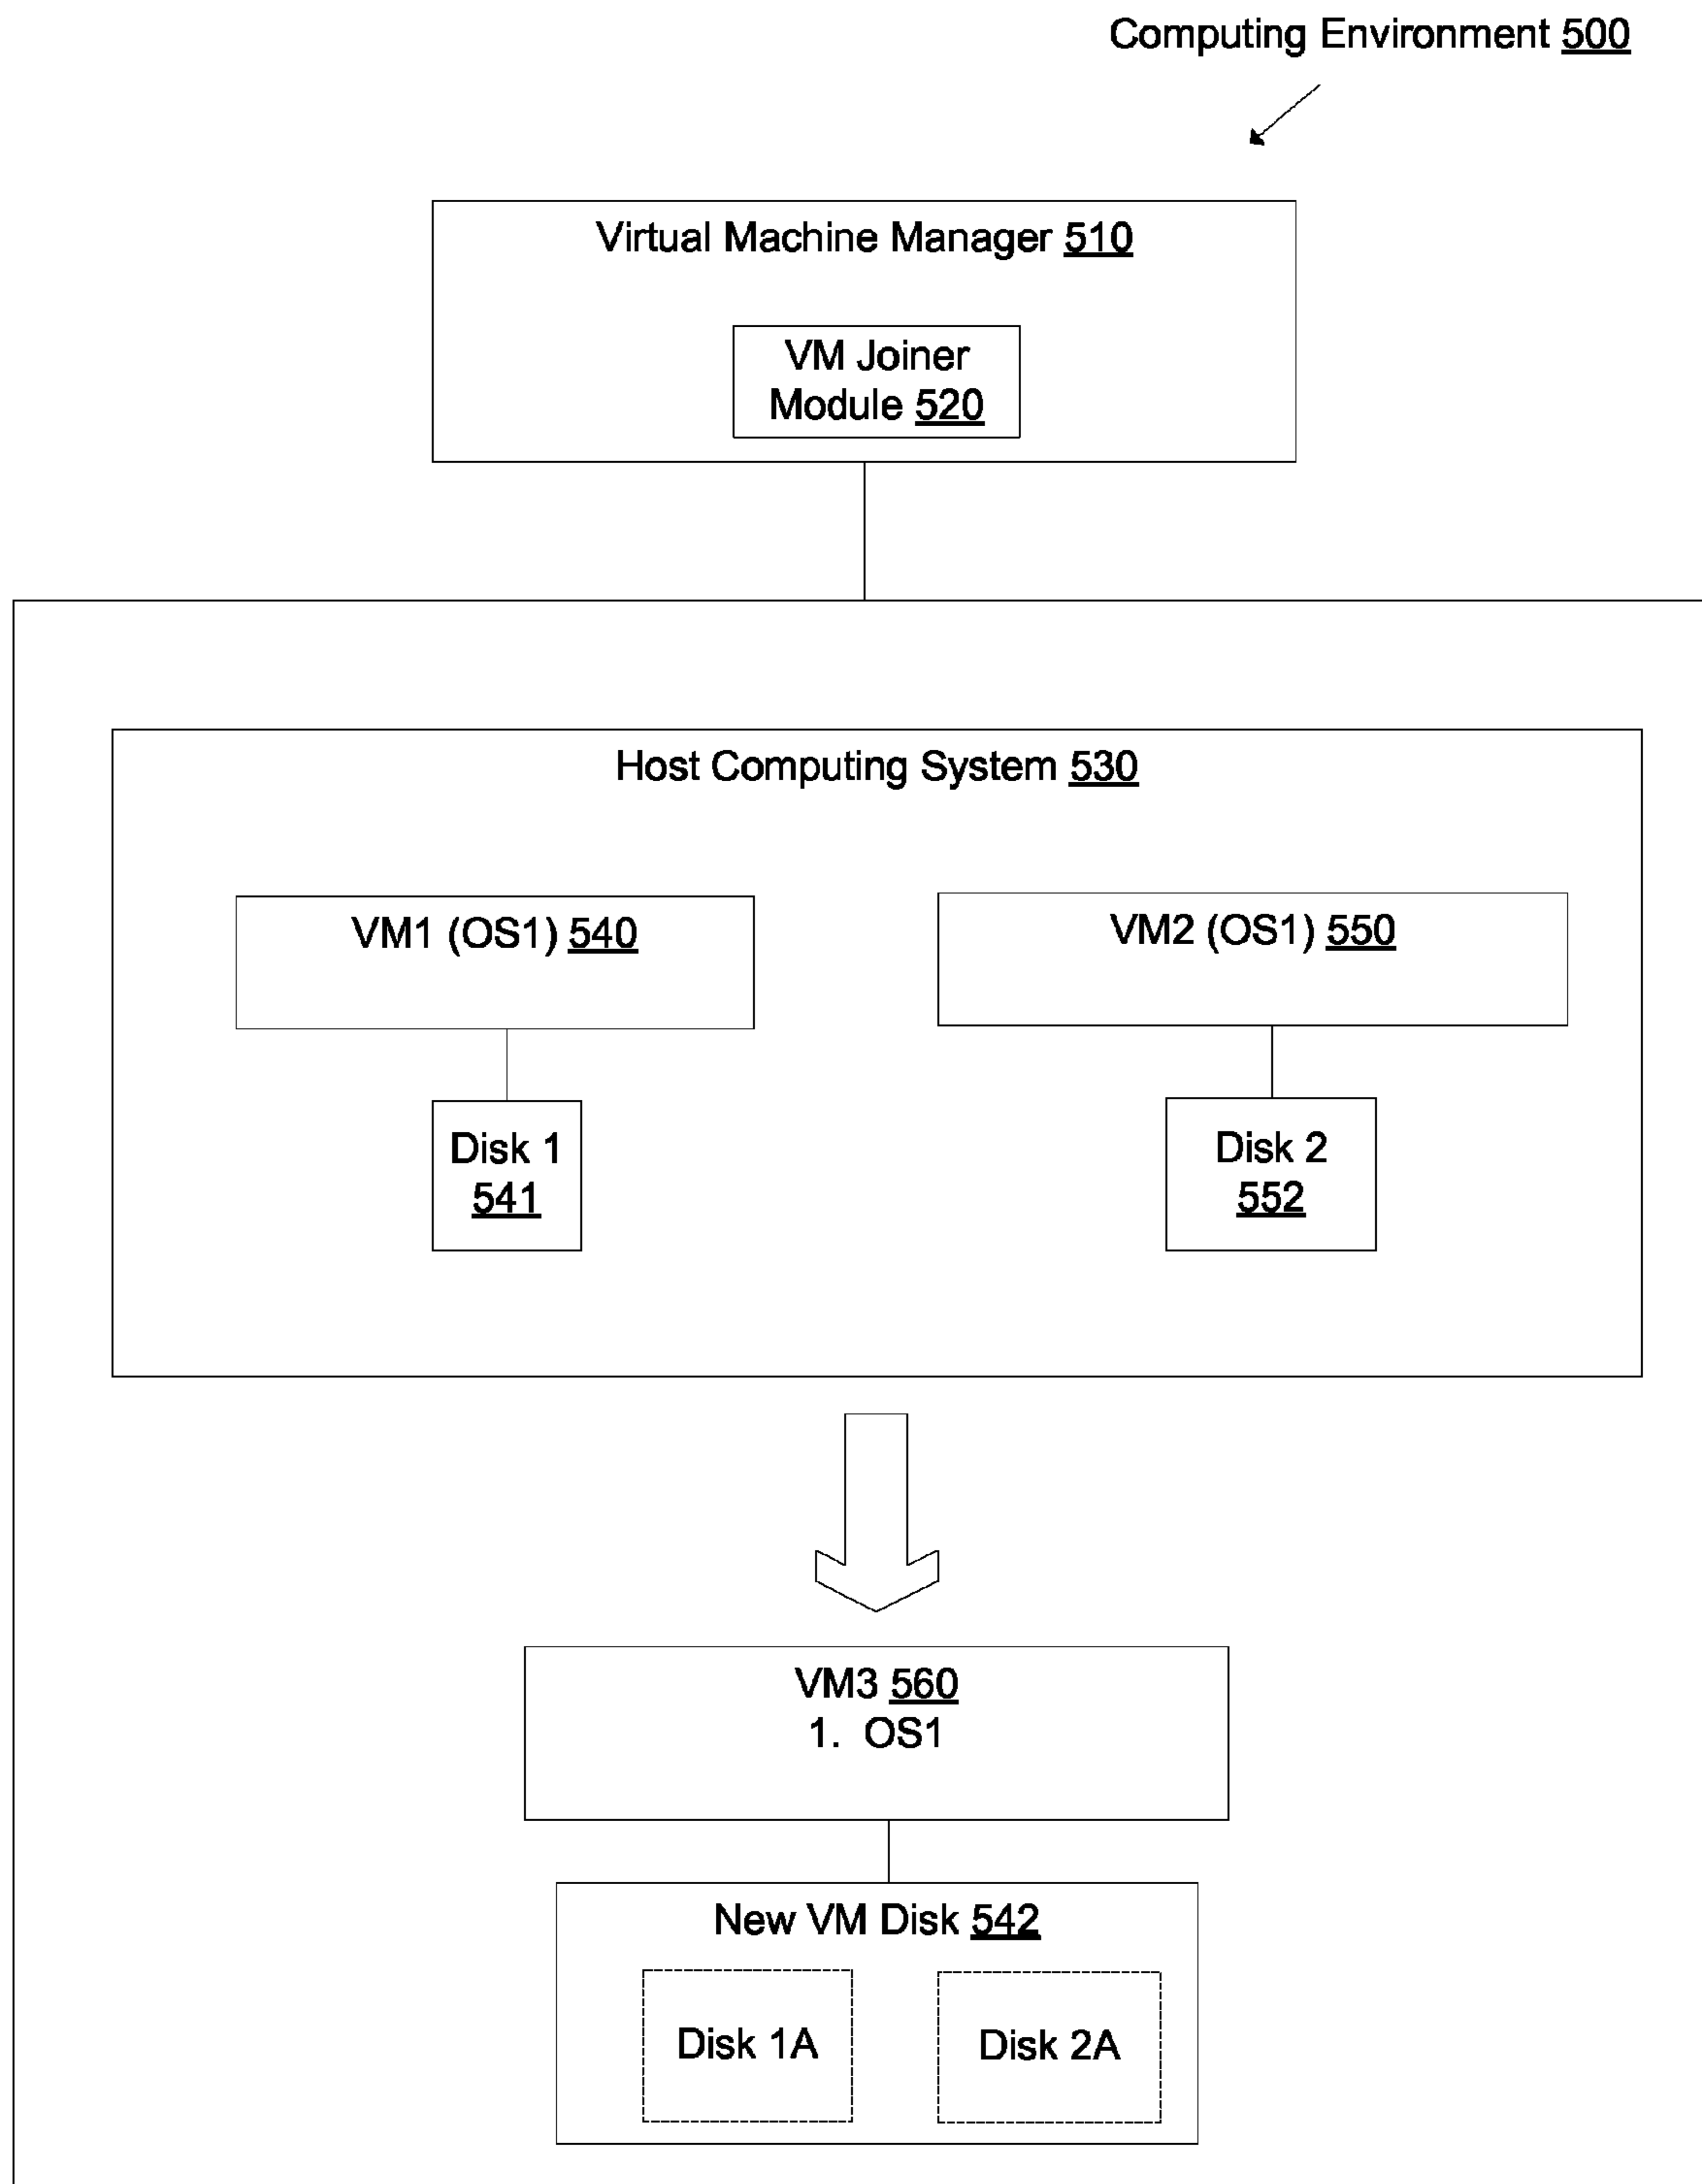 Computing Environment 500
Virtual Machine Manager 510
VM Joiner
Module 520
Host Computing System 530
VM1 (OS1) 540
VM2 (OS1) 550
Disk 1
541
Disk 2
552
VM3 560
1. OS1
New VM Disk 542
Disk 1A
Disk 2A